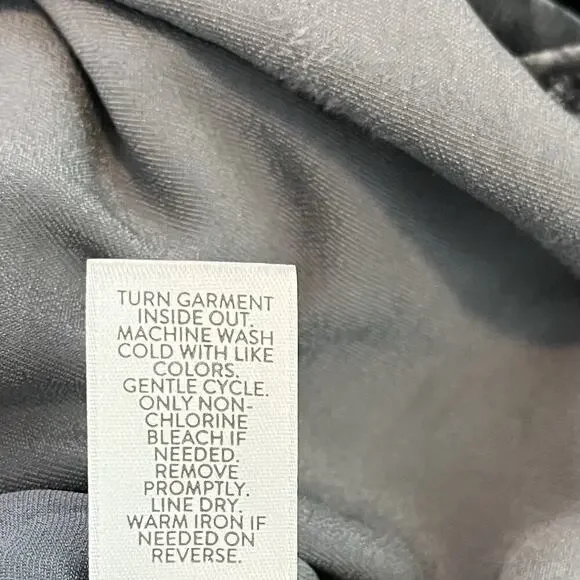 TURN GARMENT
INSIDE OUT.
MACHINE WASH
COLD WITH LIKE
COLORS.
GENTLE CYCLE.
ONLY NON-
CHLORINE
BLEACH IF
NEEDED.
REMOVE
PROMPTLY.
LINE DRY.
WARM IRON IF
NEEDED ON
REVERSE.